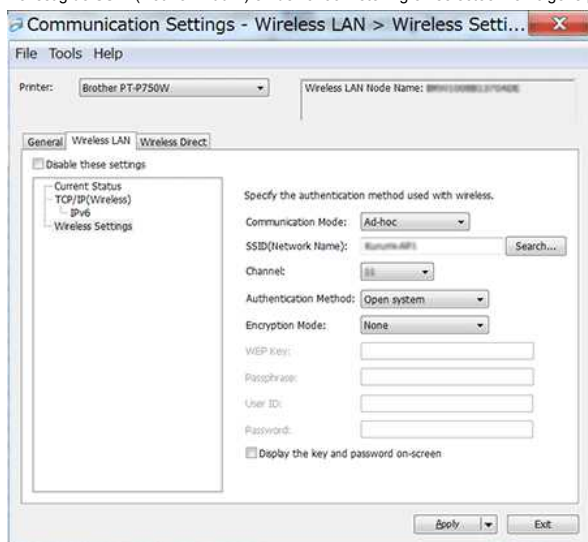 Communication Settings - Wireless LAN > Wireless Setti...
File Tools Help
Printer: Brother PT-P750W
Wireless LAN Node Name:
General Wireless LAN Wireless Direct
Disable these settings
Current Status
TCP/IP(Wireless)
IPv6
Wireless Settings
Specify the authentication method used with wireless.
Communication Mode: Ad-hoc
SSID(Network Name): Search...
Channel:
Authentication Method: Open system
Encryption Mode: None
WEP Key:
Passphrase:
User ID:
Password:
Display the key and password on-screen
Apply Exit